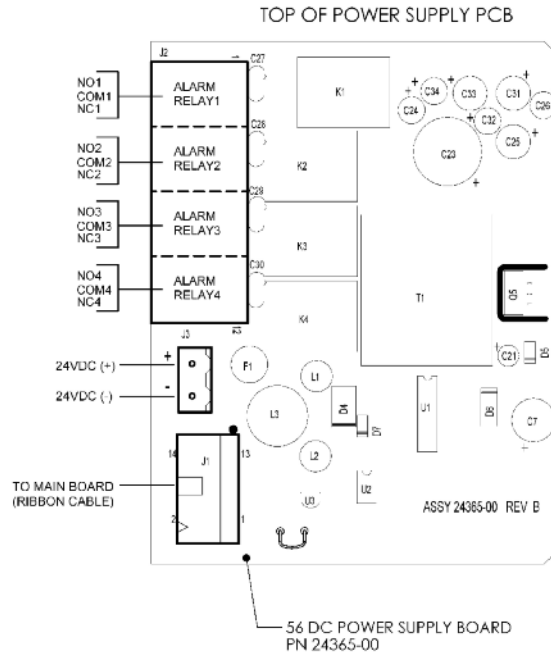 TOP OF POWER SUPPLY PCB
J2
1
C27
NO1
COM1
NC1
ALARM
RELAY1
K1
C34
C33
C31
C24
C26
C32
C25
C23
C28
NO2
COM2
NC2
ALARM
RELAY2
K2
C29
NO3
COM3
NC3
ALARM
RELAY3
K3
C30
NO4
COM4
NC4
ALARM
RELAY4
K4
T1
Q5
J3
+
24VDC (+)
-
24VDC (-)
F1
L1
C21
D5
L3
D4
D7
U1
D6
C7
14
J1
13
L2
TO MAIN BOARD
(RIBBON CABLE)
U3
U2
2
1
ASSY 24365-00 REV B
56 DC POWER SUPPLY BOARD
PN 24365-00